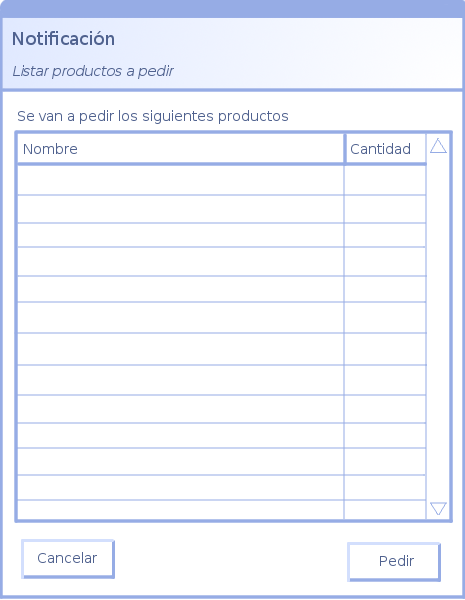 Notificación
Listar productos a pedir
Se van a pedir los siguientes productos
Nombre Cantidad
Cancelar Pedir